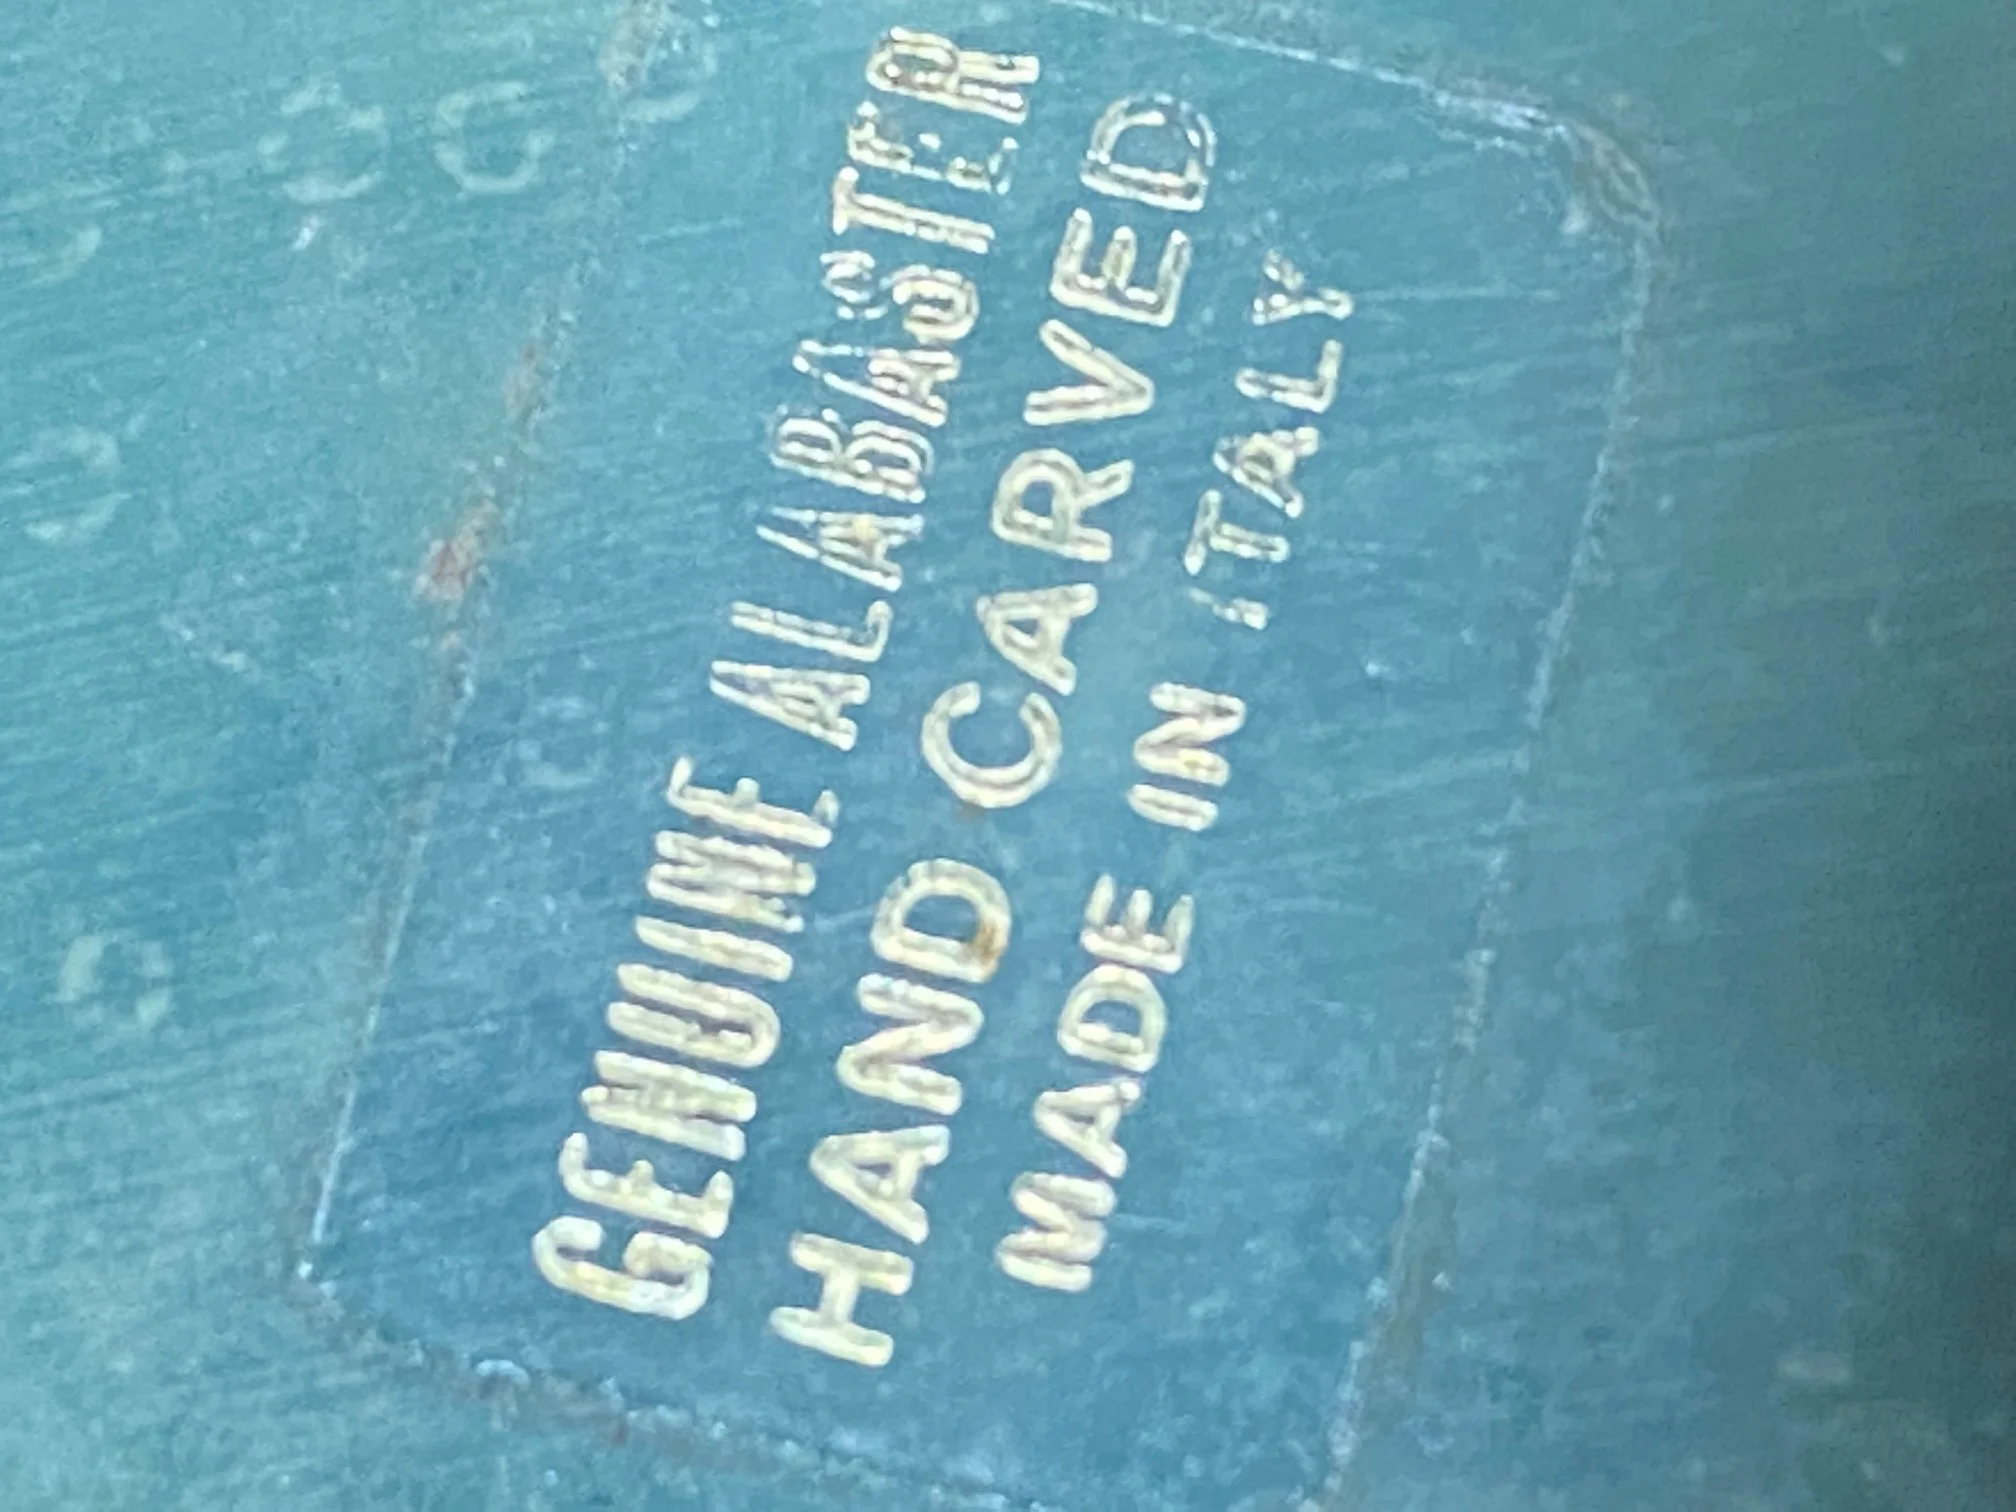 GENUINE ALABASTER
HAND CARVED
MADE IN ITALY